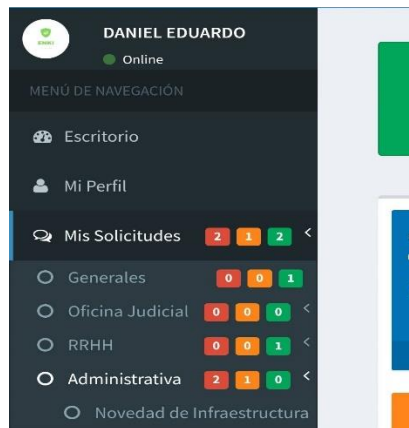 DANIEL EDUARDO
Online
MENÚ DE NAVEGACIÓN
Escritorio
Mi Perfil
Mis Solicitudes 2 1 2
Generales 0 0 1
Oficina Judicial 0 0 0
RRHH 0 0 1
Administrativa 2 1 0
Novedad de Infraestructura